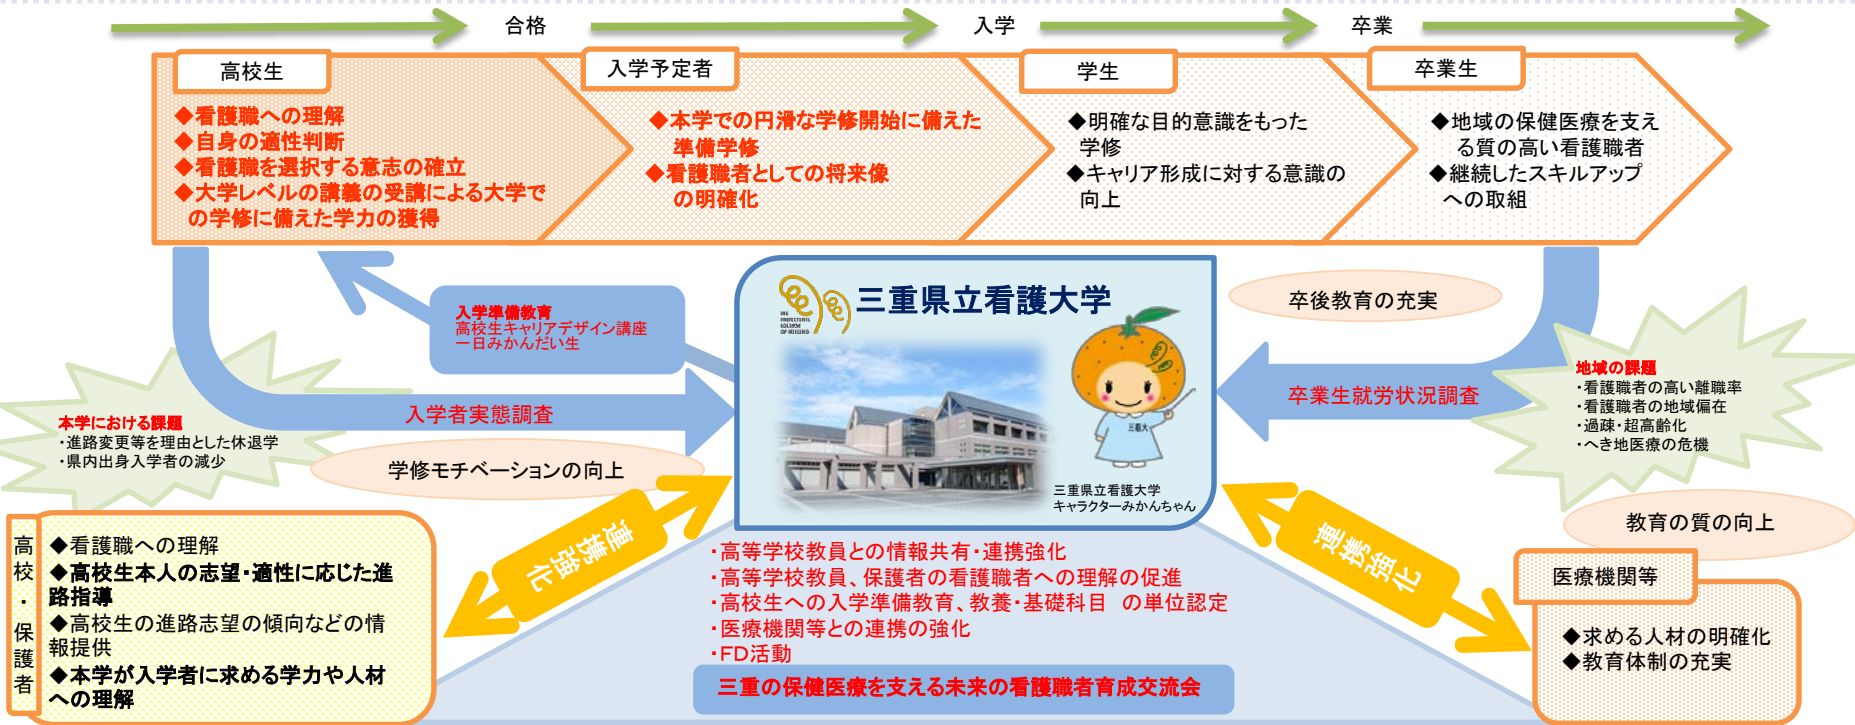 合格
入学
卒業
高校生
◆看護職への理解
◆自身の適性判断
◆看護職を選択する意志の確立
◆大学レベルの講義の受講による大学で
の学修に備えた学力の獲得
入学予定者
◆本学での円滑な学修開始に備えた
準備学修
◆看護職者としての将来像
の明確化
学生
◆明確な目的意識をもった
学修
◆キャリア形成に対する意識の
向上
卒業生
◆地域の保健医療を支え
る質の高い看護職者
◆継続したスキルアップ
への取組
入学準備教育
高校生キャリアデザイン講座
一日みかんだい生
MIE
PREFECTURAL
COLLEGE
OF NURSING
三重県立看護大学
三看大
三重県立看護大学
キャラクターみかんちゃん
卒後教育の充実
本学における課題
・進路変更等を理由とした休退学
・県内出身入学者の減少
入学者実態調査
学修モチベーションの向上
卒業生就労状況調査
地域の課題
・看護職者の高い離職率
・看護職者の地域偏在
・過疎・超高齢化
・へき地医療の危機
教育の質の向上
連携強化
連携強化
高校・保護者
◆看護職への理解
◆高校生本人の志望・適性に応じた進
路指導
◆高校生の進路志望の傾向などの情
報提供
◆本学が入学者に求める学力や人材
への理解
・高等学校教員との情報共有・連携強化
・高等学校教員、保護者の看護職者への理解の促進
・高校生への入学準備教育、教養・基礎科目 の単位認定
・医療機関等との連携の強化
・FD活動
三重の保健医療を支える未来の看護職者育成交流会
医療機関等
◆求める人材の明確化
◆教育体制の充実